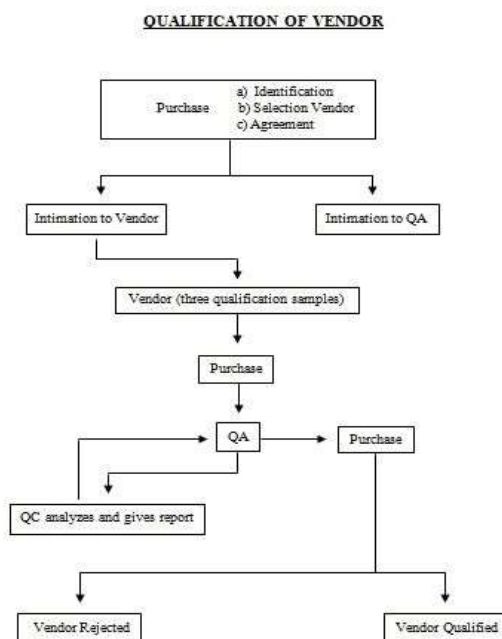 QUALIFICATION OF VENDOR
Purchase
a) Identification
b) Selection Vendor
c) Agreement
Intimation to Vendor
Intimation to QA
Vendor (three qualification samples)
Purchase
QA
Purchase
QC analyzes and gives report
Vendor Rejected
Vendor Qualified